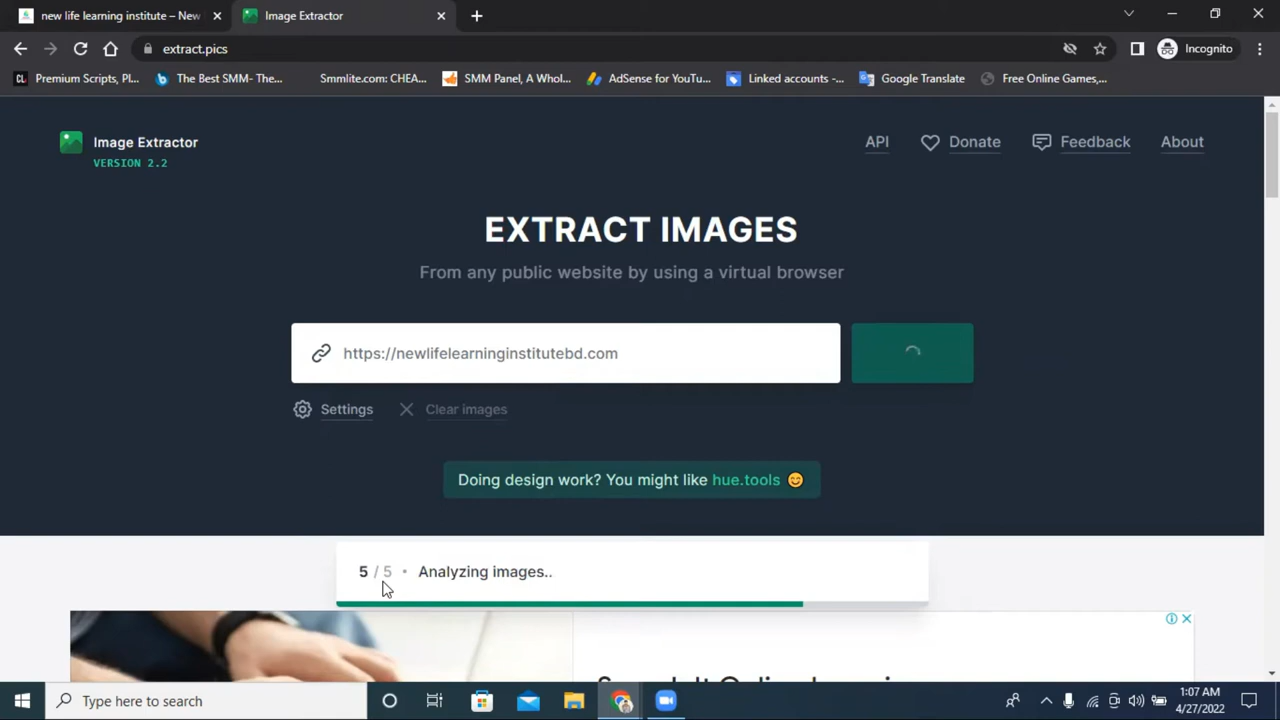 new life learning institute – New
Image Extractor
extract.pics
Incognito
CL Premium Scripts, Pl...
The Best SMM- The...
Smmlite.com: CHEA...
SMM Panel, A Whol...
AdSense for YouTu...
Linked accounts -...
Google Translate
Free Online Games,...
Image Extractor
VERSION 2.2
API
Donate
Feedback
About
EXTRACT IMAGES
From any public website by using a virtual browser
https://newlifelearninginstitutebd.com
Settings
Clear images
Doing design work? You might like hue.tools 😊
5 / 5 • Analyzing images..
Type here to search
1:07 AM
4/27/2022